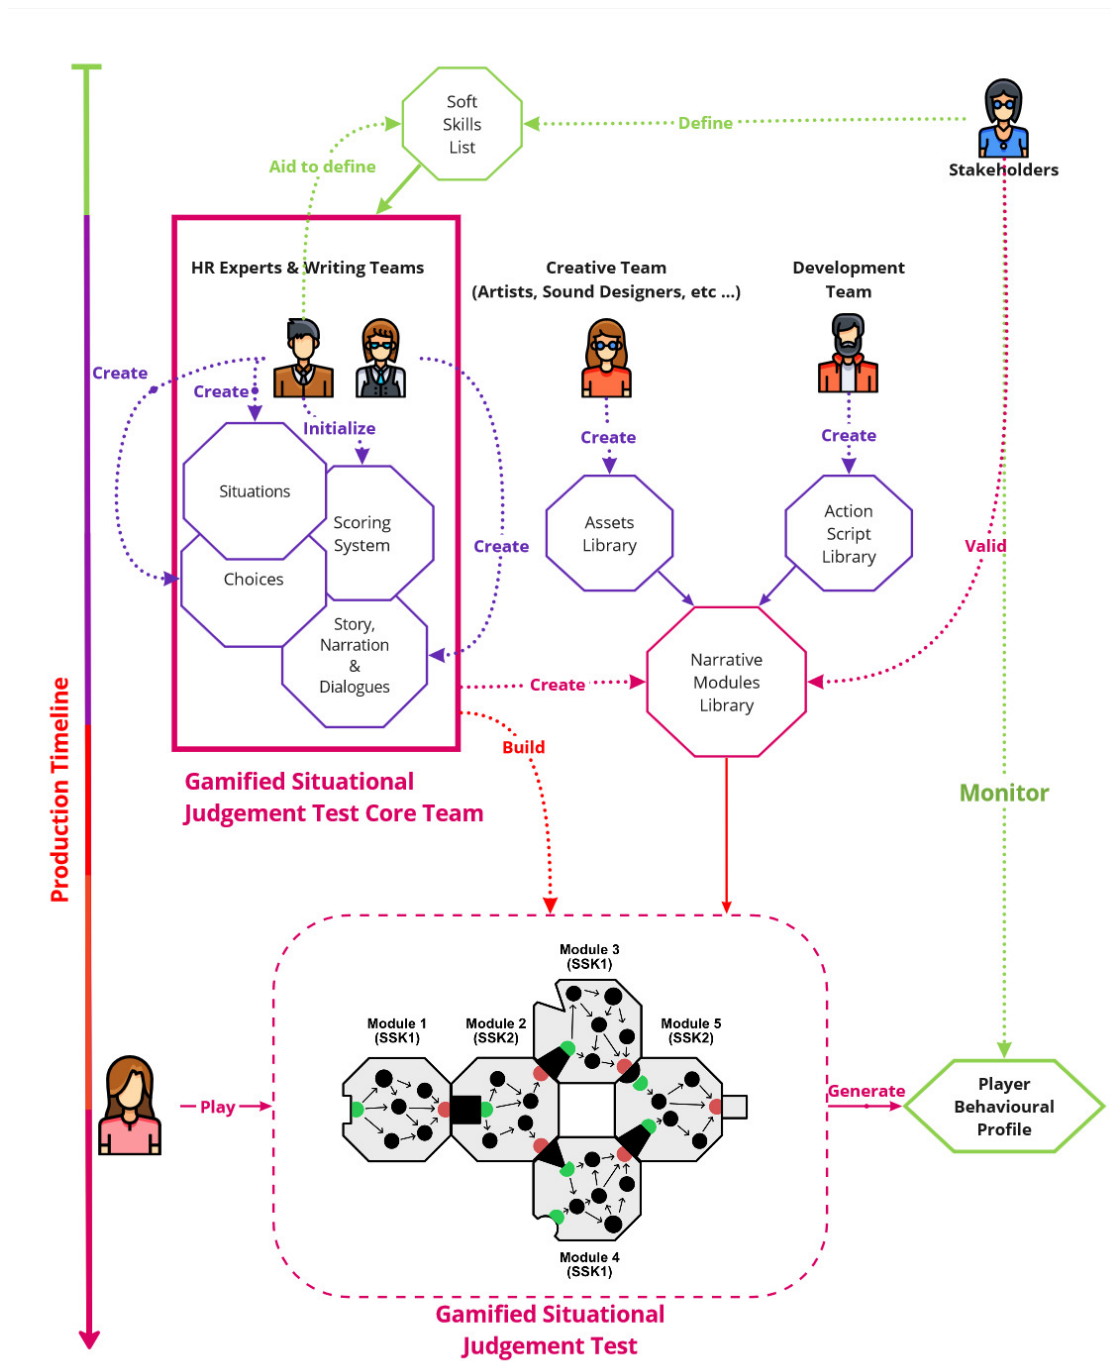 Soft
Skills
List
Define
Stakeholders
Aid to define
HR Experts & Writing Teams
Creative Team
(Artists, Sound Designers, etc ...)
Development
Team
Create
Create
Initialize
Create
Create
Situations
Scoring
System
Choices
Create
Assets
Library
Action
Script
Library
Valid
Story,
Narration
&
Dialogues
Narrative
Modules
Library
Create
Build
Gamified Situational
Judgement Test Core Team
Monitor
Production Timeline
Module 3
(SSK1)
Module 1
(SSK1)
Module 2
(SSK2)
Module 5
(SSK2)
Play
Generate
Player
Behavioural
Profile
Module 4
(SSK1)
Gamified Situational
Judgement Test